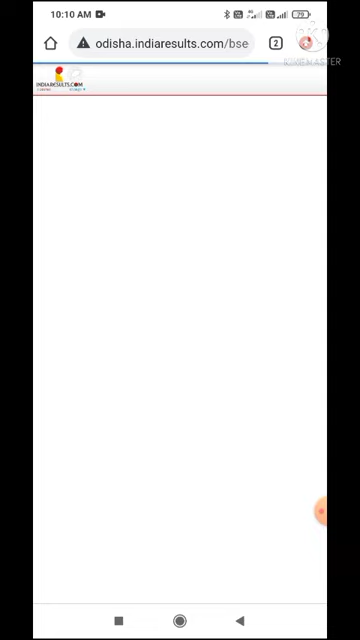 10:10 AM
79
odisha.indiaresults.com/bse
2
KINEMASTER
INDIARESULTS.COM